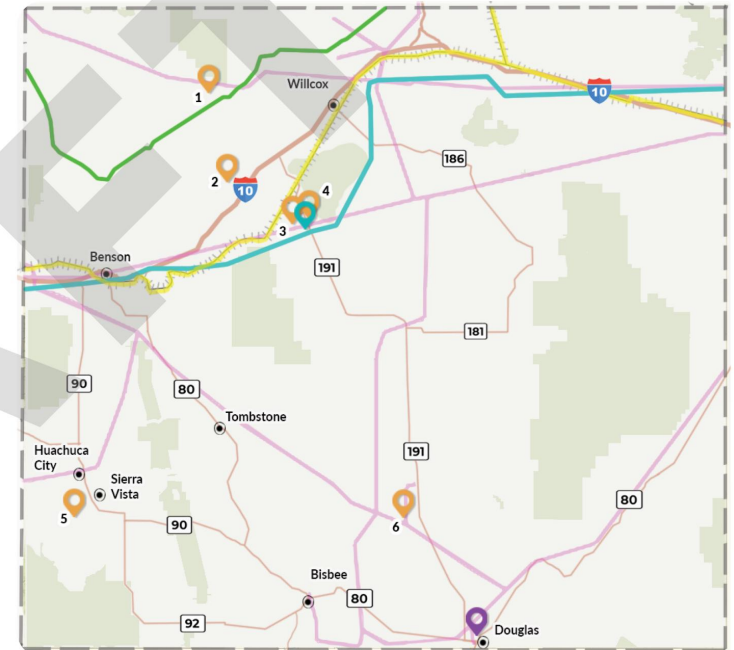 Willcox
10
1
186
2
10
4
3
Benson
191
181
90
80
Tombstone
191
Huachuca
City
Sierra
Vista
80
5
90
6
Bisbee
80
92
Douglas